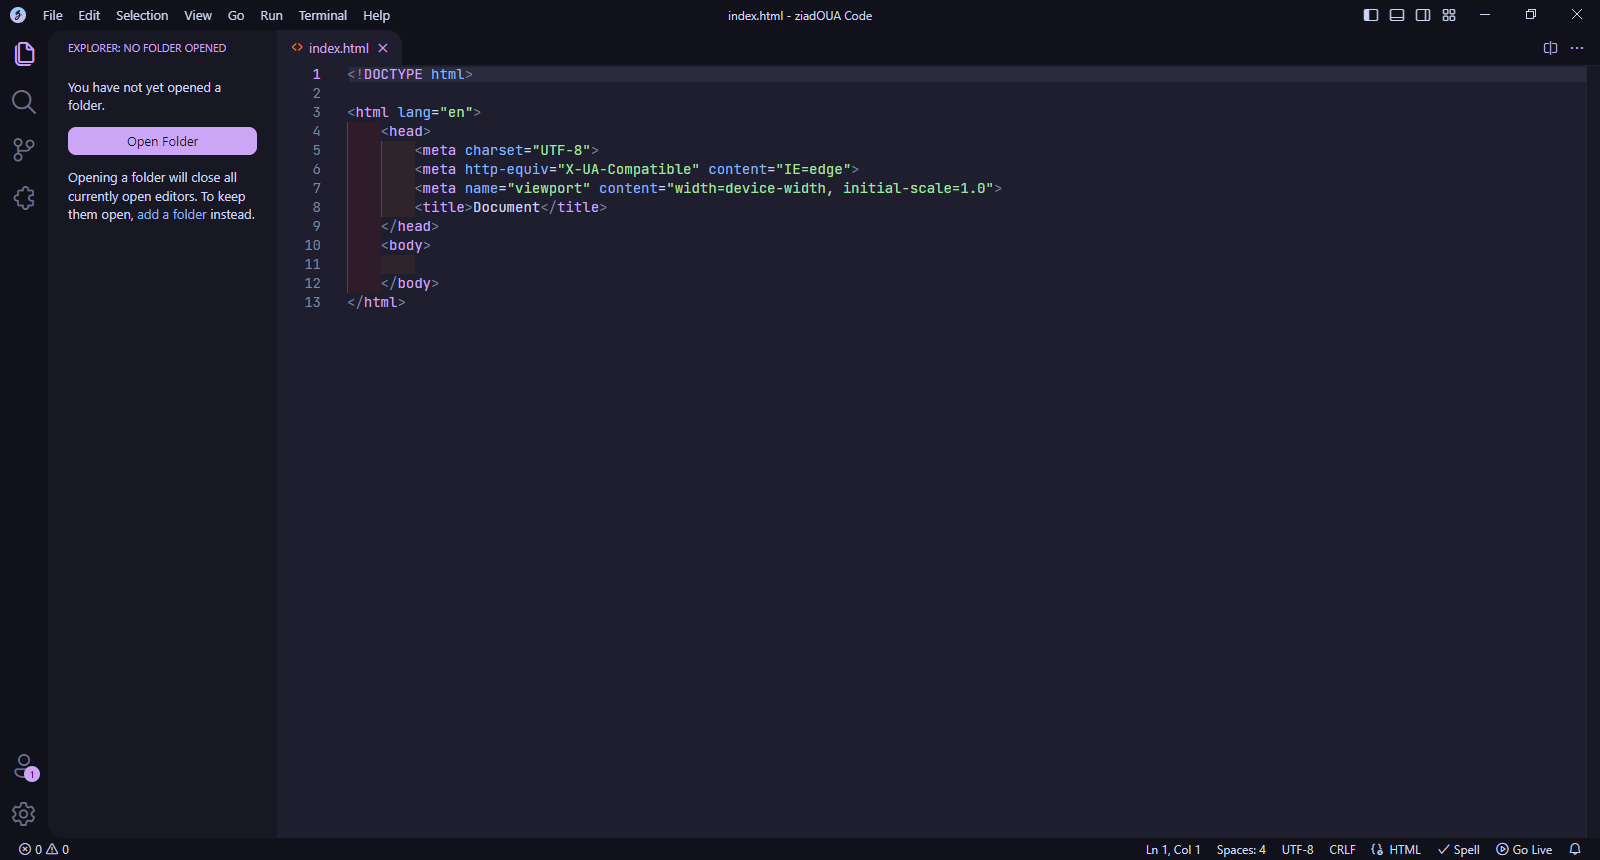 File Edit Selection View Go Run Terminal Help
index.html - ziadOUA Code
EXPLORER: NO FOLDER OPENED
You have not yet opened a
folder.
Open Folder
Opening a folder will close all
currently open editors. To keep
them open, add a folder instead.
index.html
1 <!DOCTYPE html>
2
3 <html lang="en">
4     <head>
5         <meta charset="UTF-8">
6         <meta http-equiv="X-UA-Compatible" content="IE=edge">
7         <meta name="viewport" content="width=device-width, initial-scale=1.0">
8         <title>Document</title>
9     </head>
10     <body>
11
12     </body>
13 </html>
1
0 0
Ln 1, Col 1 Spaces: 4 UTF-8 CRLF HTML Spell Go Live